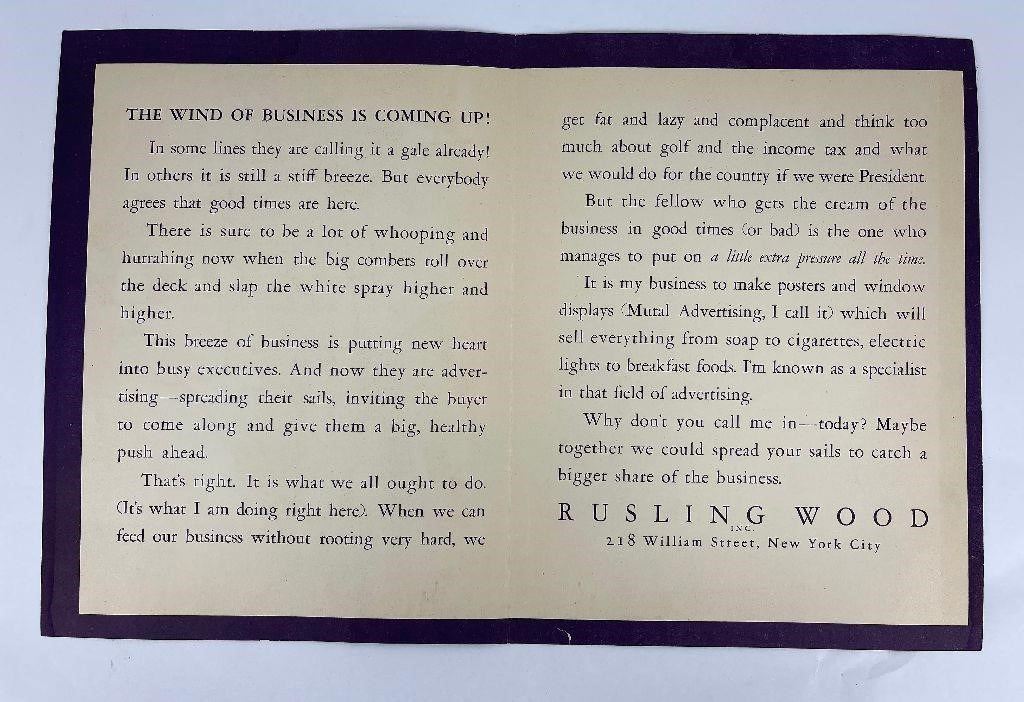 THE WIND OF BUSINESS IS COMING UP!
In some lines they are calling it a gale already!
In others it is still a stiff breeze. But everybody
agrees that good times are here.
There is sure to be a lot of whooping and
hurrahing now when the big combers roll over
the deck and slap the white spray higher and
higher.
This breeze of business is putting new heart
into busy executives. And now they are adver-
tising—spreading their sails, inviting the buyer
to come along and give them a big, healthy
push ahead.
That's right. It is what we all ought to do.
(It's what I am doing right here). When we can
feed our business without rooting very hard, we
get fat and lazy and complacent and think too
much about golf and the income tax and what
we would do for the country if we were President.
But the fellow who gets the cream of the
business in good times (or bad) is the one who
manages to put on a little extra pressure all the time.
It is my business to make posters and window
displays (Mural Advertising, I call it) which will
sell everything from soap to cigarettes, electric
lights to breakfast foods. I'm known as a specialist
in that field of advertising.
Why don't you call me in—today? Maybe
together we could spread your sails to catch a
bigger share of the business.
RUSLING WOOD
INC.
218 William Street, New York City